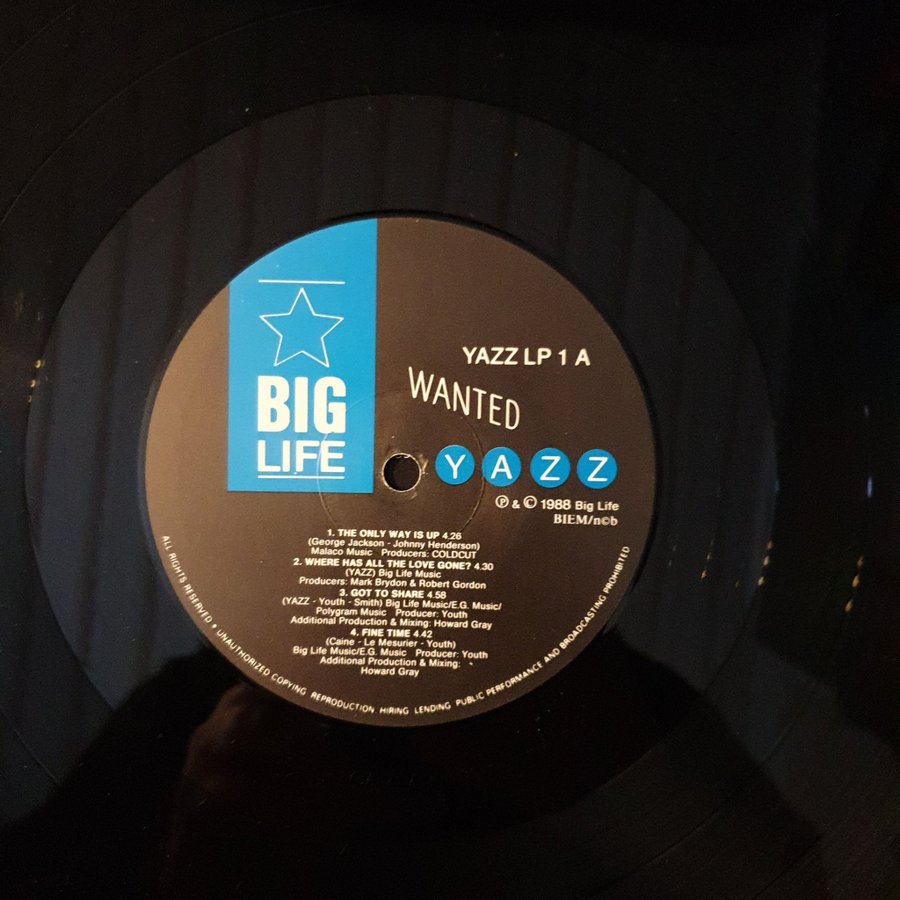 BIG
LIFE
YAZZ LP 1 A
WANTED
YAZZ
℗ & © 1988 Big Life
BIEM/n©b
1. THE ONLY WAY IS UP 4.26
(George Jackson - Johnny Henderson)
Malaco Music Producers: COLDCUT
2. WHERE HAS ALL THE LOVE GONE? 4.30
(YAZZ) Big Life Music
Producers: Mark Brydon & Robert Gordon
3. GOT TO SHARE 4.58
(YAZZ - Youth - Smith) Big Life Music/E.G. Music/
Polygram Music Producer: Youth
Additional Production & Mixing: Howard Gray
4. FINE TIME 4.42
(Caine - Le Mesurier - Youth)
Big Life Music/E.G. Music Producer: Youth
Additional Production & Mixing:
Howard Gray
ALL RIGHTS RESERVED • UNAUTHORIZED COPYING REPRODUCTION HIRING LENDING PUBLIC PERFORMANCE AND BROADCASTING PROHIBITED